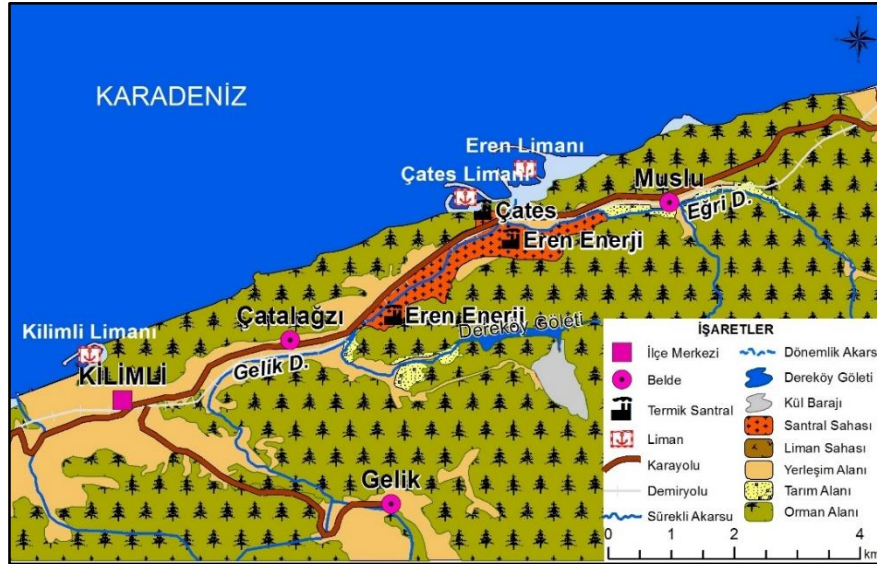 KARADENİZ
Eren Limanı
Çates Limanı
Muslu
Çates
Eğri D.
Eren Enerji
Çatalağzı
Eren Enerji
Dereköy Göleti
Kilimli Limanı
Gelik D.
KİLİMLİ
Gelik
İŞARETLER
İlçe Merkezi
Belde
Termik Santral
Liman
Karayolu
Demiryolu
Sürekli Akarsu
Dönemlik Akars
Dereköy Göleti
Kül Barajı
Santral Sahası
Liman Sahası
Yerleşim Alanı
Tarım Alanı
Orman Alanı
0 1 2 4
km